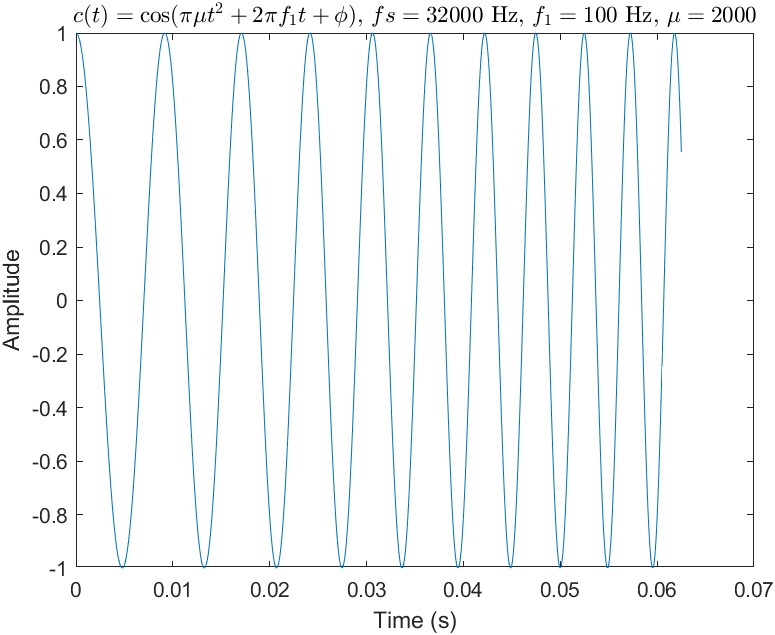 c(t) = cos(πμt² + 2πf₁t + ϕ), fs = 32000 Hz, f₁ = 100 Hz, μ = 2000
1
0.8
0.6
0.4
0.2
0
-0.2
-0.4
-0.6
-0.8
-1
Amplitude
0 0.01 0.02 0.03 0.04 0.05 0.06 0.07
Time (s)